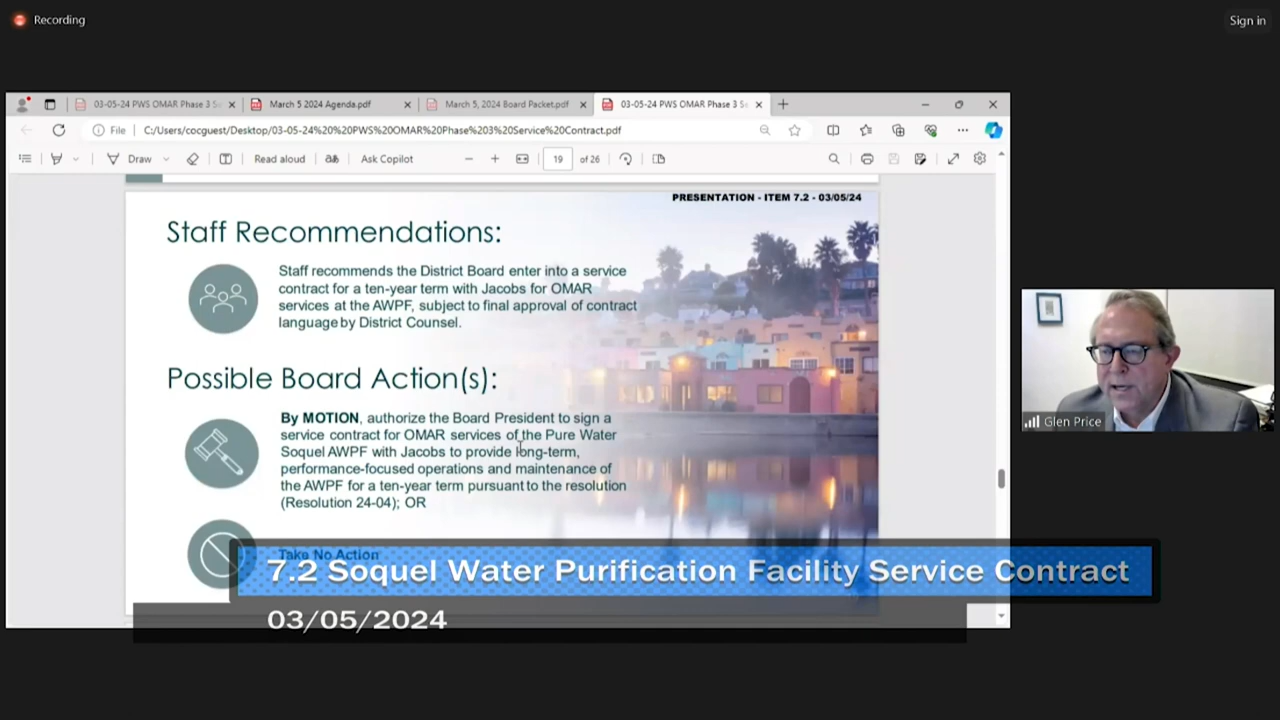 Recording
Sign in
03-05-24 PWS OMAR Phase 3 Se
March 5 2024 Agenda.pdf
March 5, 2024 Board Packet.pdf
03-05-24 PWS OMAR Phase 3 Se
File
C:/Users/cocguest/Desktop/03-05-24%20%20PWS%20OMAR%20Phase%203%20Service%20Contract.pdf
Draw
Read aloud
Ask Copilot
19
of 26
PRESENTATION - ITEM 7.2 - 03/05/24
Staff Recommendations:
Staff recommends the District Board enter into a service
contract for a ten-year term with Jacobs for OMAR
services at the AWPF, subject to final approval of contract
language by District Counsel.
Possible Board Action(s):
By MOTION, authorize the Board President to sign a
service contract for OMAR services of the Pure Water
Soquel AWPF with Jacobs to provide long-term,
performance-focused operations and maintenance of
the AWPF for a ten-year term pursuant to the resolution
(Resolution 24-04); OR
Take No Action
Glen Price
7.2 Soquel Water Purification Facility Service Contract
03/05/2024